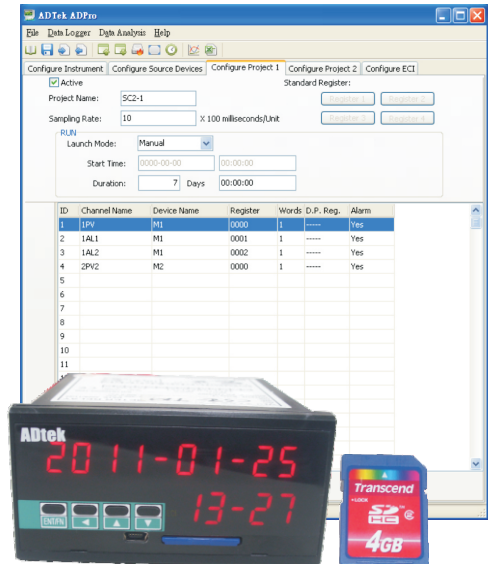 ADTek ADPro
File Data Logger Data Analysis Help
Configure Instrument Configure Source Devices Configure Project 1 Configure Project 2 Configure ECI
Active Standard Register:
Project Name: SC2-1 Register 1 Register 2
Sampling Rate: 10 X 100 milliseconds/Unit Register 3 Register 4
RUN
Launch Mode: Manual
Start Time: 0000-00-00 00:00:00
Duration: 7 Days 00:00:00
ID Channel Name Device Name Register Words D.P. Reg. Alarm
1 1PV M1 0000 1 ----- Yes
2 1AL1 M1 0001 1 ----- Yes
3 1AL2 M1 0002 1 ----- Yes
4 2PV2 M2 0000 1 ----- Yes
5
6
7
8
9
10
11
ADtek
2011-01-25
13-27
ENT/FN
Transcend
LOCK
SD HC
4GB